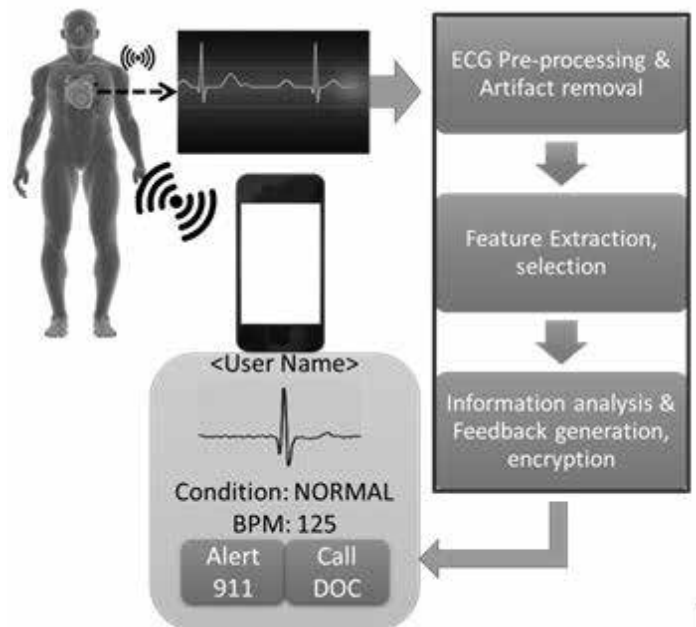 ECG Pre-processing &
Artifact removal
Feature Extraction,
selection
Information analysis &
Feedback generation,
encryption
<User Name>
Condition: NORMAL
BPM: 125
Alert
911
Call
DOC